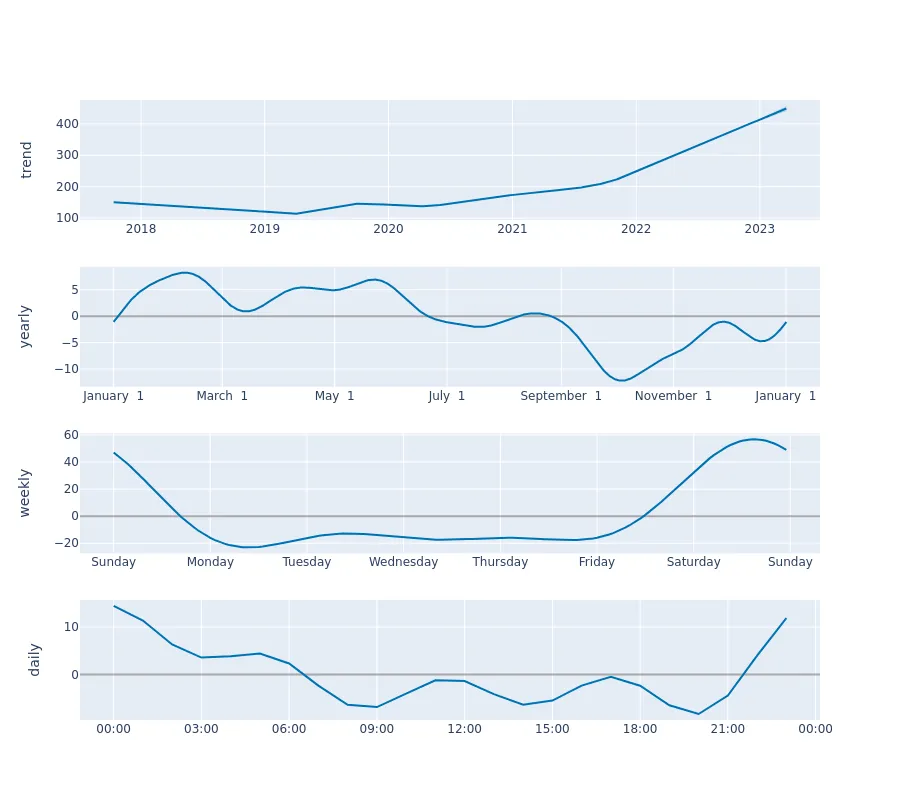 trend
400
300
200
100
2018 2019 2020 2021 2022 2023
yearly
5
0
−5
−10
January 1 March 1 May 1 July 1 September 1 November 1 January 1
weekly
60
40
20
0
−20
Sunday Monday Tuesday Wednesday Thursday Friday Saturday Sunday
daily
10
0
00:00 03:00 06:00 09:00 12:00 15:00 18:00 21:00 00:00